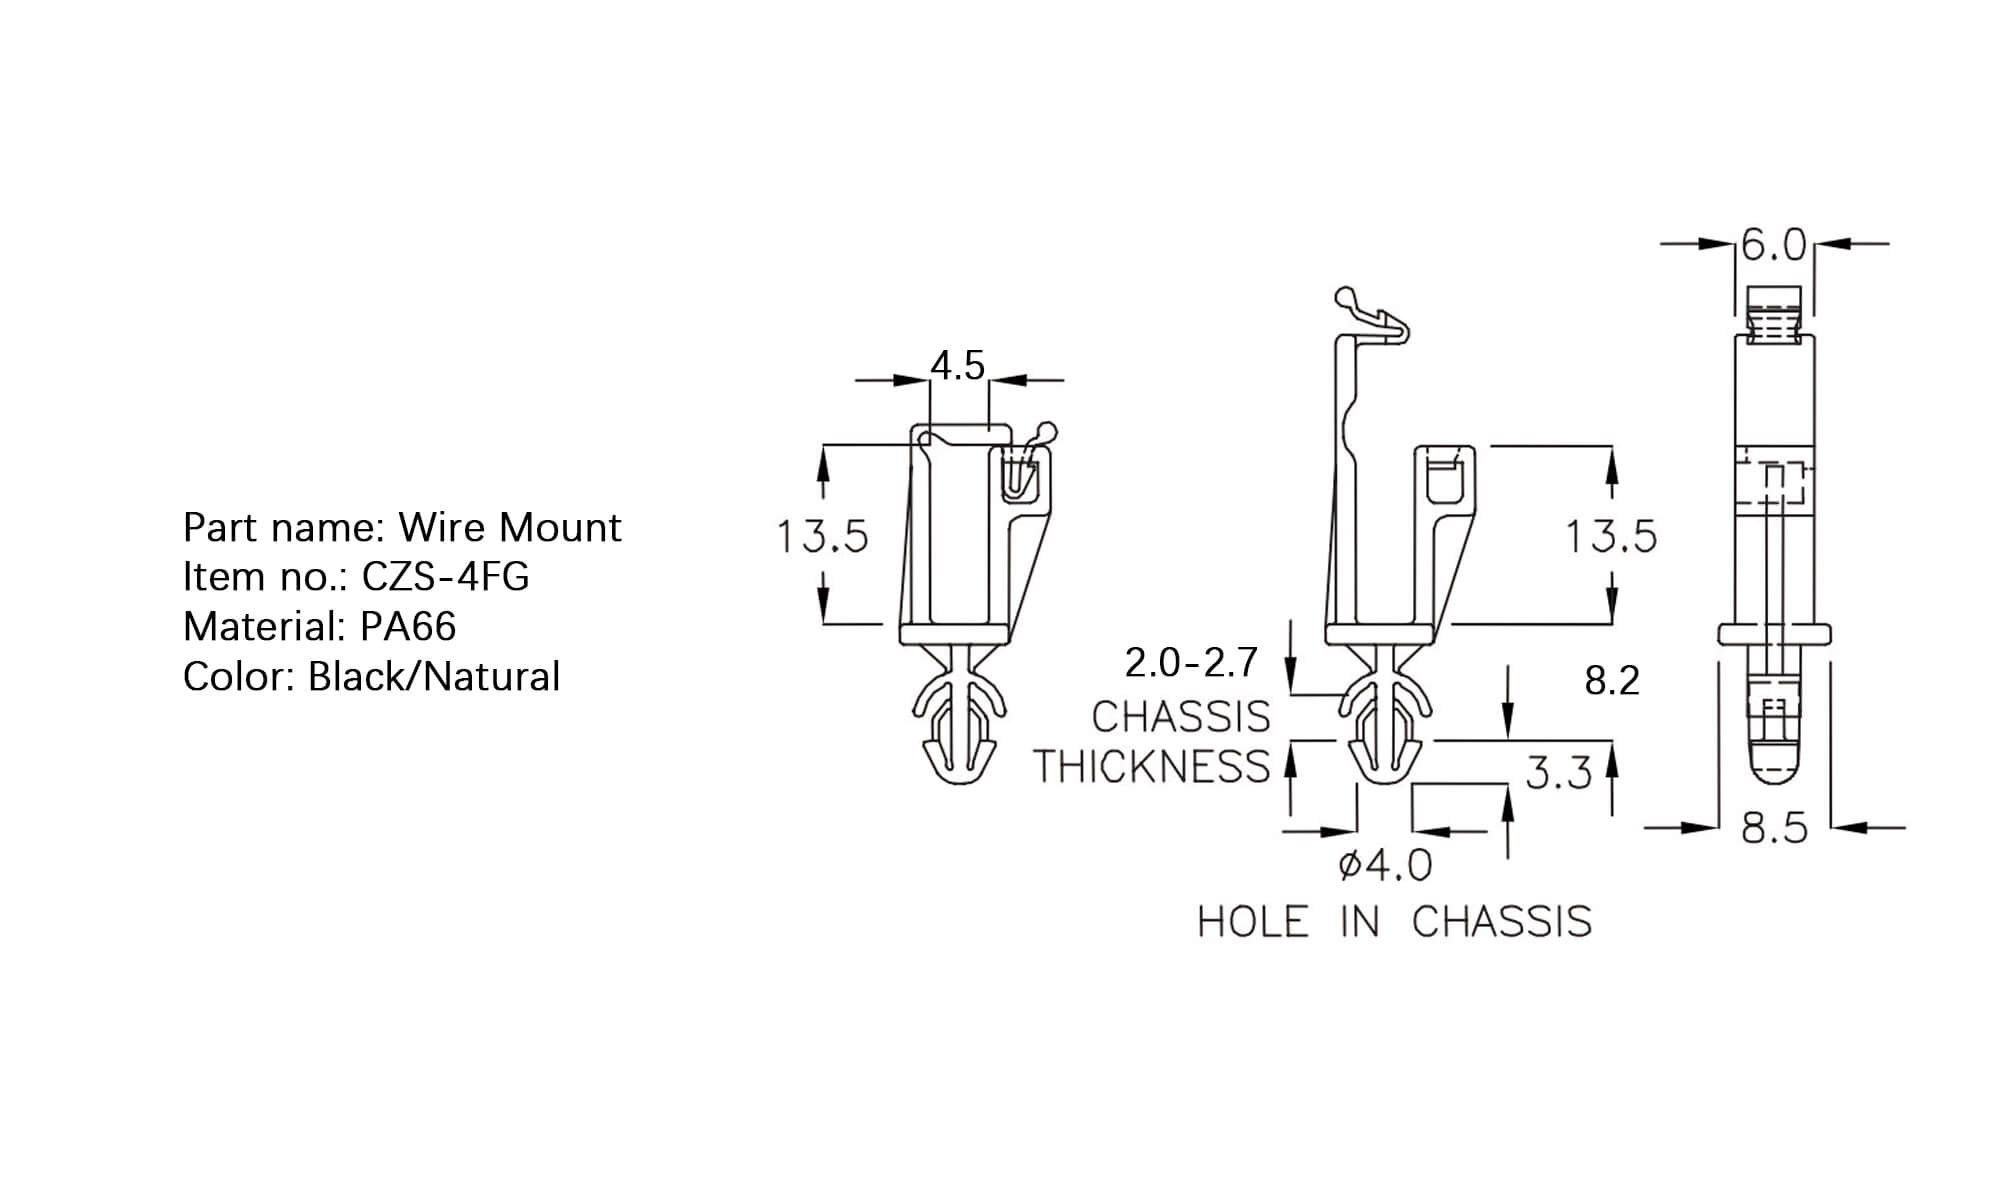 Part name: Wire Mount
Item no.: CZS-4FG
Material: PA66
Color: Black/Natural
4.5
13.5
6.0
13.5
2.0-2.7
CHASSIS
THICKNESS
8.2
3.3
ø4.0
HOLE IN CHASSIS
8.5